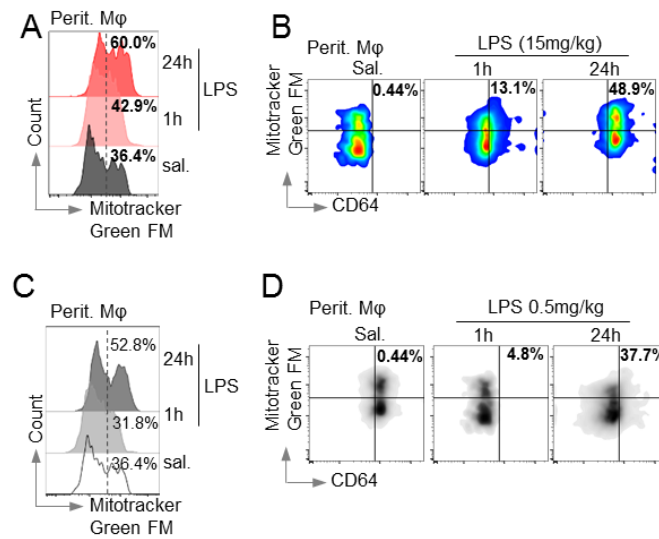 A
Perit. Mφ
60.0%
24h
LPS
42.9%
1h
36.4%
sal.
Count
Mitotracker
Green FM
B
Perit. Mφ
LPS (15mg/kg)
Sal.
1h
24h
0.44%
13.1%
48.9%
Mitotracker
Green FM
CD64
C
Perit. Mφ
52.8%
24h
LPS
1h
31.8%
36.4%
sal.
Count
Mitotracker
Green FM
D
Perit. Mφ
LPS 0.5mg/kg
Sal.
1h
24h
0.44%
4.8%
37.7%
Mitotracker
Green FM
CD64